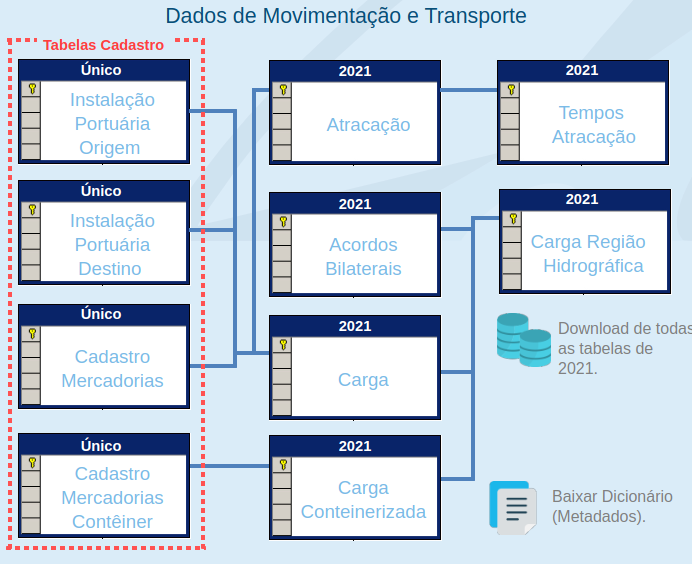 Dados de Movimentação e Transporte
Tabelas Cadastro
Único
Instalação
Portuária
Origem
Único
Instalação
Portuária
Destino
Único
Cadastro
Mercadorias
Único
Cadastro
Mercadorias
Contêiner
2021
Atracação
2021
Acordos
Bilaterais
2021
Carga
2021
Carga
Conteinerizada
2021
Tempos
Atracação
2021
Carga Região
Hidrográfica
Download de todas
as tabelas de
2021.
Baixar Dicionário
(Metadados).